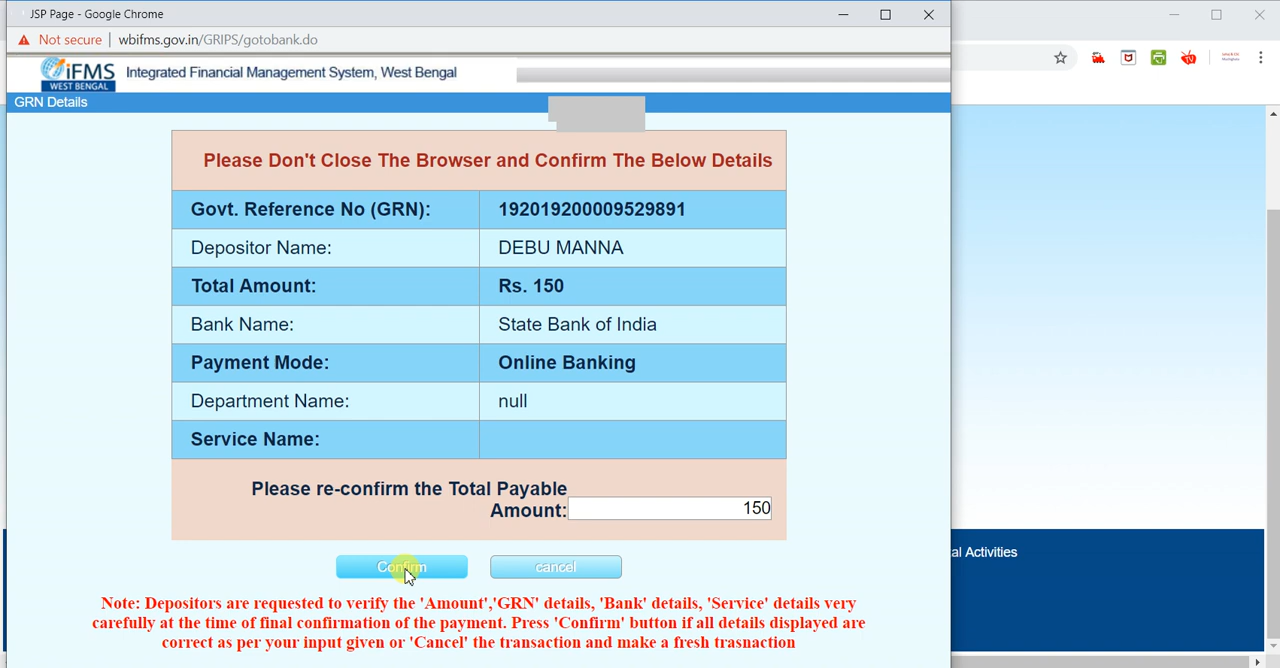 JSP Page - Google Chrome
Not secure | wbifms.gov.in/GRIPS/gotobank.do
iFMS
WEST BENGAL
Integrated Financial Management System, West Bengal
GRN Details
Please Don't Close The Browser and Confirm The Below Details
Govt. Reference No (GRN): 192019200009529891
Depositor Name: DEBU MANNA
Total Amount: Rs. 150
Bank Name: State Bank of India
Payment Mode: Online Banking
Department Name: null
Service Name:
Please re-confirm the Total Payable
Amount: 150
Confirm cancel
al Activities
Note: Depositors are requested to verify the 'Amount','GRN' details, 'Bank' details, 'Service' details very
carefully at the time of final confirmation of the payment. Press 'Confirm' button if all details displayed are
correct as per your input given or 'Cancel' the transaction and make a fresh trasnaction